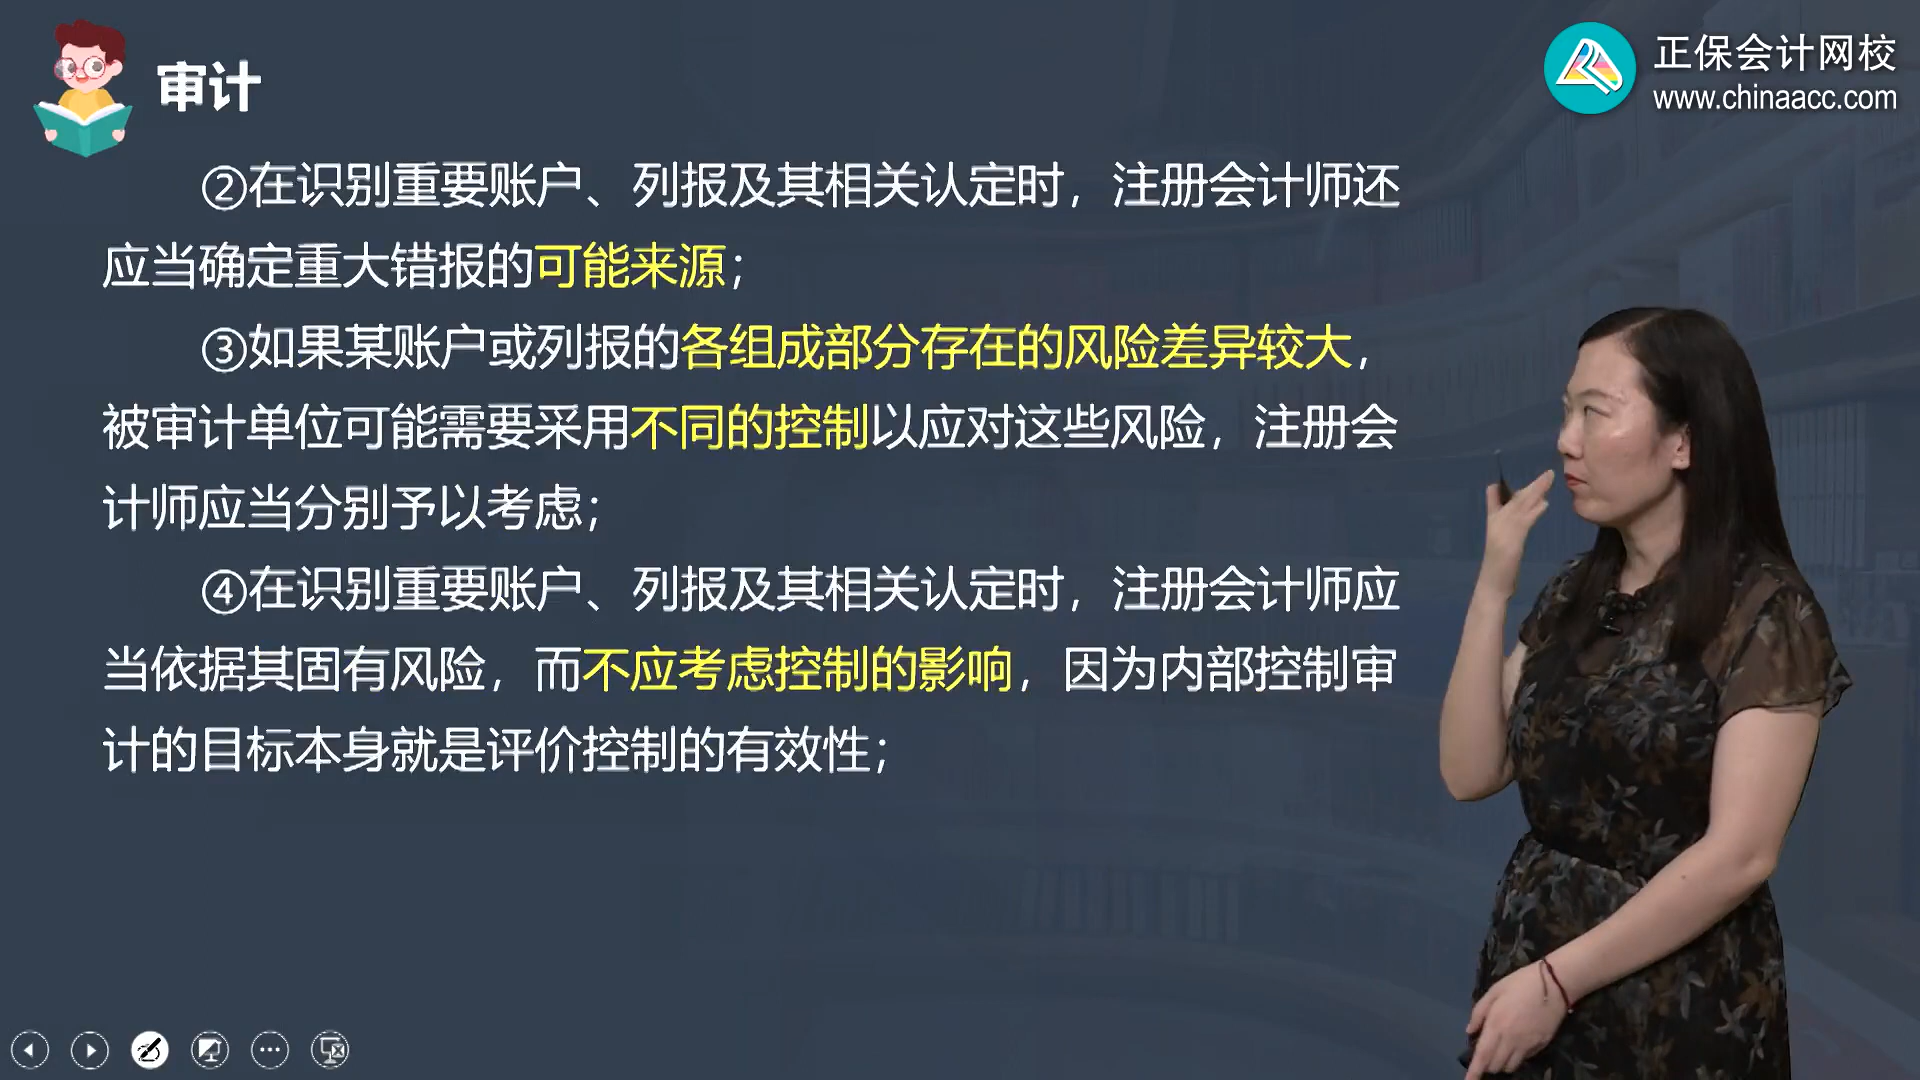 审计
正保会计网校
www.chinaacc.com
②在识别重要账户、列报及其相关认定时，注册会计师还
应当确定重大错报的可能来源；
③如果某账户或列报的各组成部分存在的风险差异较大，
被审计单位可能需要采用不同的控制以应对这些风险，注册会
计师应当分别予以考虑；
④在识别重要账户、列报及其相关认定时，注册会计师应
当依据其固有风险，而不应考虑控制的影响，因为内部控制审
计的目标本身就是评价控制的有效性；